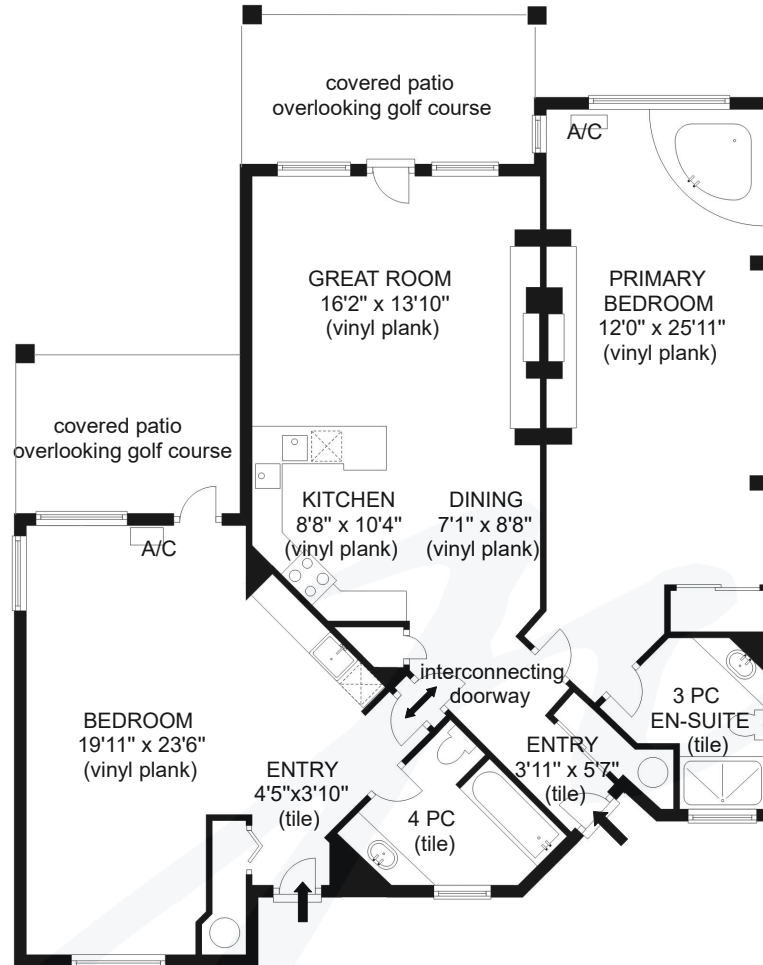 covered patio
overlooking golf course
A/C
GREAT ROOM
16'2" x 13'10"
(vinyl plank)
PRIMARY
BEDROOM
12'0" x 25'11"
(vinyl plank)
covered patio
overlooking golf course
KITCHEN
8'8" x 10'4"
(vinyl plank)
DINING
7'1" x 8'8"
(vinyl plank)
A/C
interconnecting
doorway
3 PC
EN-SUITE
(tile)
BEDROOM
19'11" x 23'6"
(vinyl plank)
ENTRY
4'5"x3'10"
(tile)
ENTRY
3'11" x 5'7"
(tile)
4 PC
(tile)